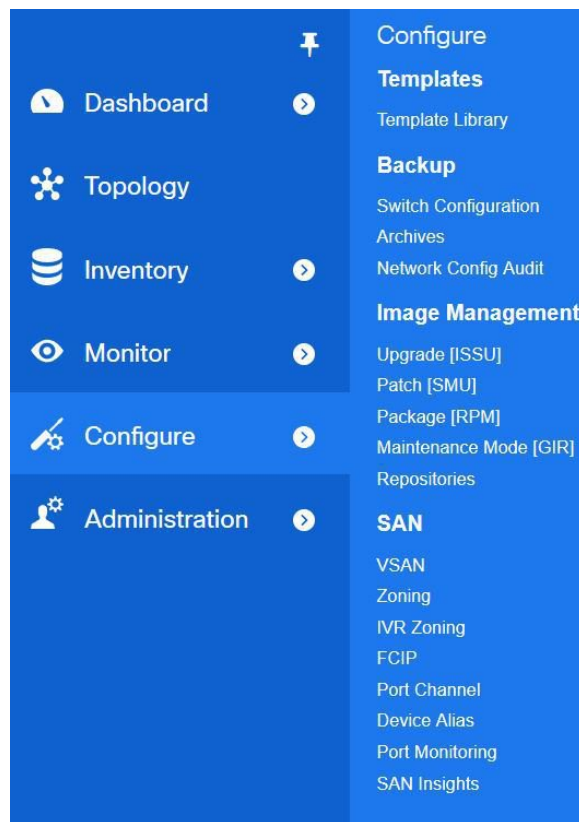 Dashboard
Topology
Inventory
Monitor
Configure
Administration
Configure
Templates
Template Library
Backup
Switch Configuration
Archives
Network Config Audit
Image Management
Upgrade [ISSU]
Patch [SMU]
Package [RPM]
Maintenance Mode [GIR]
Repositories
SAN
VSAN
Zoning
IVR Zoning
FCIP
Port Channel
Device Alias
Port Monitoring
SAN Insights